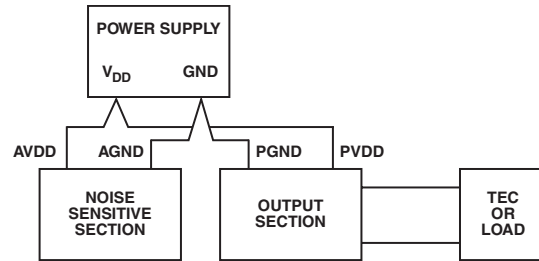 POWER SUPPLY
VDD GND
AVDD AGND PGND PVDD
NOISE
SENSITIVE
SECTION
OUTPUT
SECTION
TEC
OR
LOAD